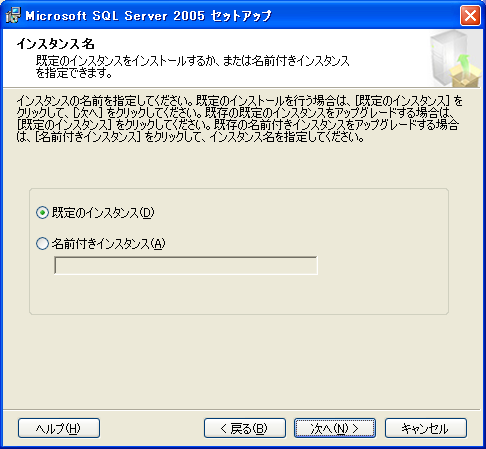 Microsoft SQL Server 2005 セットアップ
インスタンス名
既定のインスタンスをインストールするか、または名前付きインスタンス
を指定できます。
インスタンスの名前を指定してください。既定のインストールを行う場合は、[既定のインスタンス] を
クリックして、[次へ] をクリックしてください。既存の既定のインスタンスをアップグレードする場合は、
[既定のインスタンス] をクリックしてください。既存の名前付きインスタンスをアップグレードする場合
は、[名前付きインスタンス] をクリックして、インスタンス名を指定してください。
既定のインスタンス(D)
名前付きインスタンス(A)
ヘルプ(H)
< 戻る(B)
次へ(N) >
キャンセル